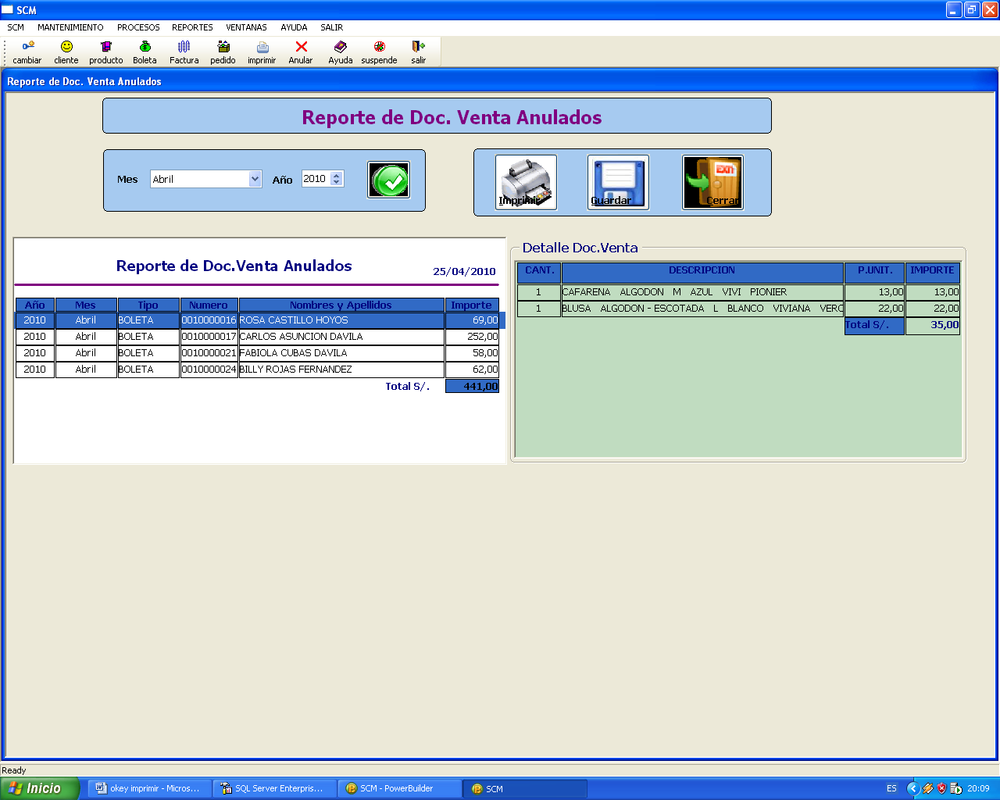 SCM
SCM MANTENIMIENTO PROCESOS REPORTES VENTANAS AYUDA SALIR
cambiar cliente producto Boleta Factura pedido imprimir Anular Ayuda suspende salir
Reporte de Doc. Venta Anulados
Reporte de Doc. Venta Anulados
Mes Abril Año 2010
Imprimir Guardar EXIT Cerrar
Reporte de Doc.Venta Anulados
25/04/2010
Año Mes Tipo Numero Nombres y Apellidos Importe
2010 Abril BOLETA 0010000016 ROSA CASTILLO HOYOS 69,00
2010 Abril BOLETA 0010000017 CARLOS ASUNCION DAVILA 252,00
2010 Abril BOLETA 0010000021 FABIOLA CUBAS DAVILA 58,00
2010 Abril BOLETA 0010000024 BILLY ROJAS FERNANDEZ 62,00
Total S/. 441,00
Detalle Doc.Venta
CANT. DESCRIPCION P.UNIT. IMPORTE
1 CAFARENA ALGODON M AZUL VIVI PIONIER 13,00 13,00
1 BLUSA ALGODON - ESCOTADA L BLANCO VIVIANA VERO 22,00 22,00
Total S/. 35,00
Ready
Inicio okey imprimir - Micros... SQL Server Enterpris... SCM - PowerBuilder SCM ES 20:09